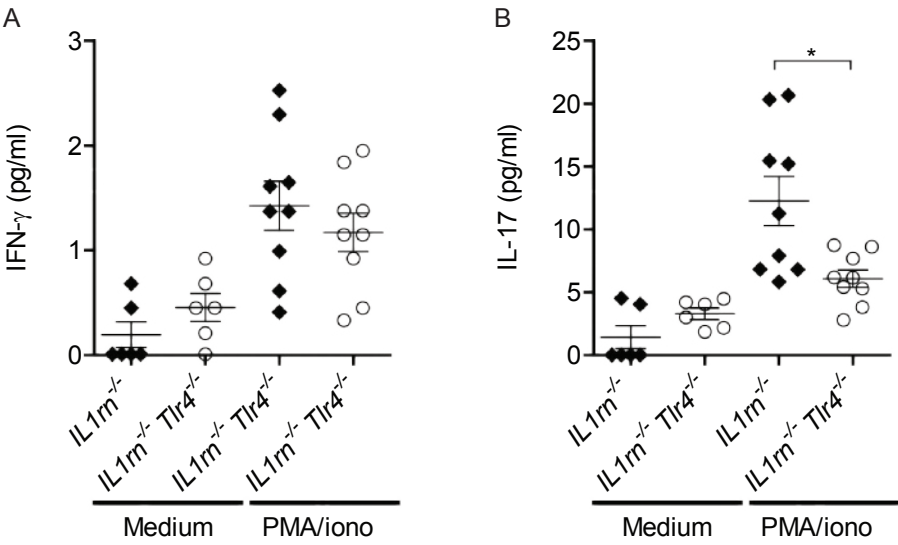 A
IFN-γ (pg/ml)
3
2
1
0
IL1rn-/-
IL1rn-/- Tlr4-/-
IL1rn-/- Tlr4-/-
IL1rn-/- Tlr4-/-
Medium
PMA/iono
B
IL-17 (pg/ml)
25
20
15
10
5
0
*
IL1rn-/-
IL1rn-/- Tlr4-/-
IL1rn-/-
IL1rn-/- Tlr4-/-
Medium
PMA/iono